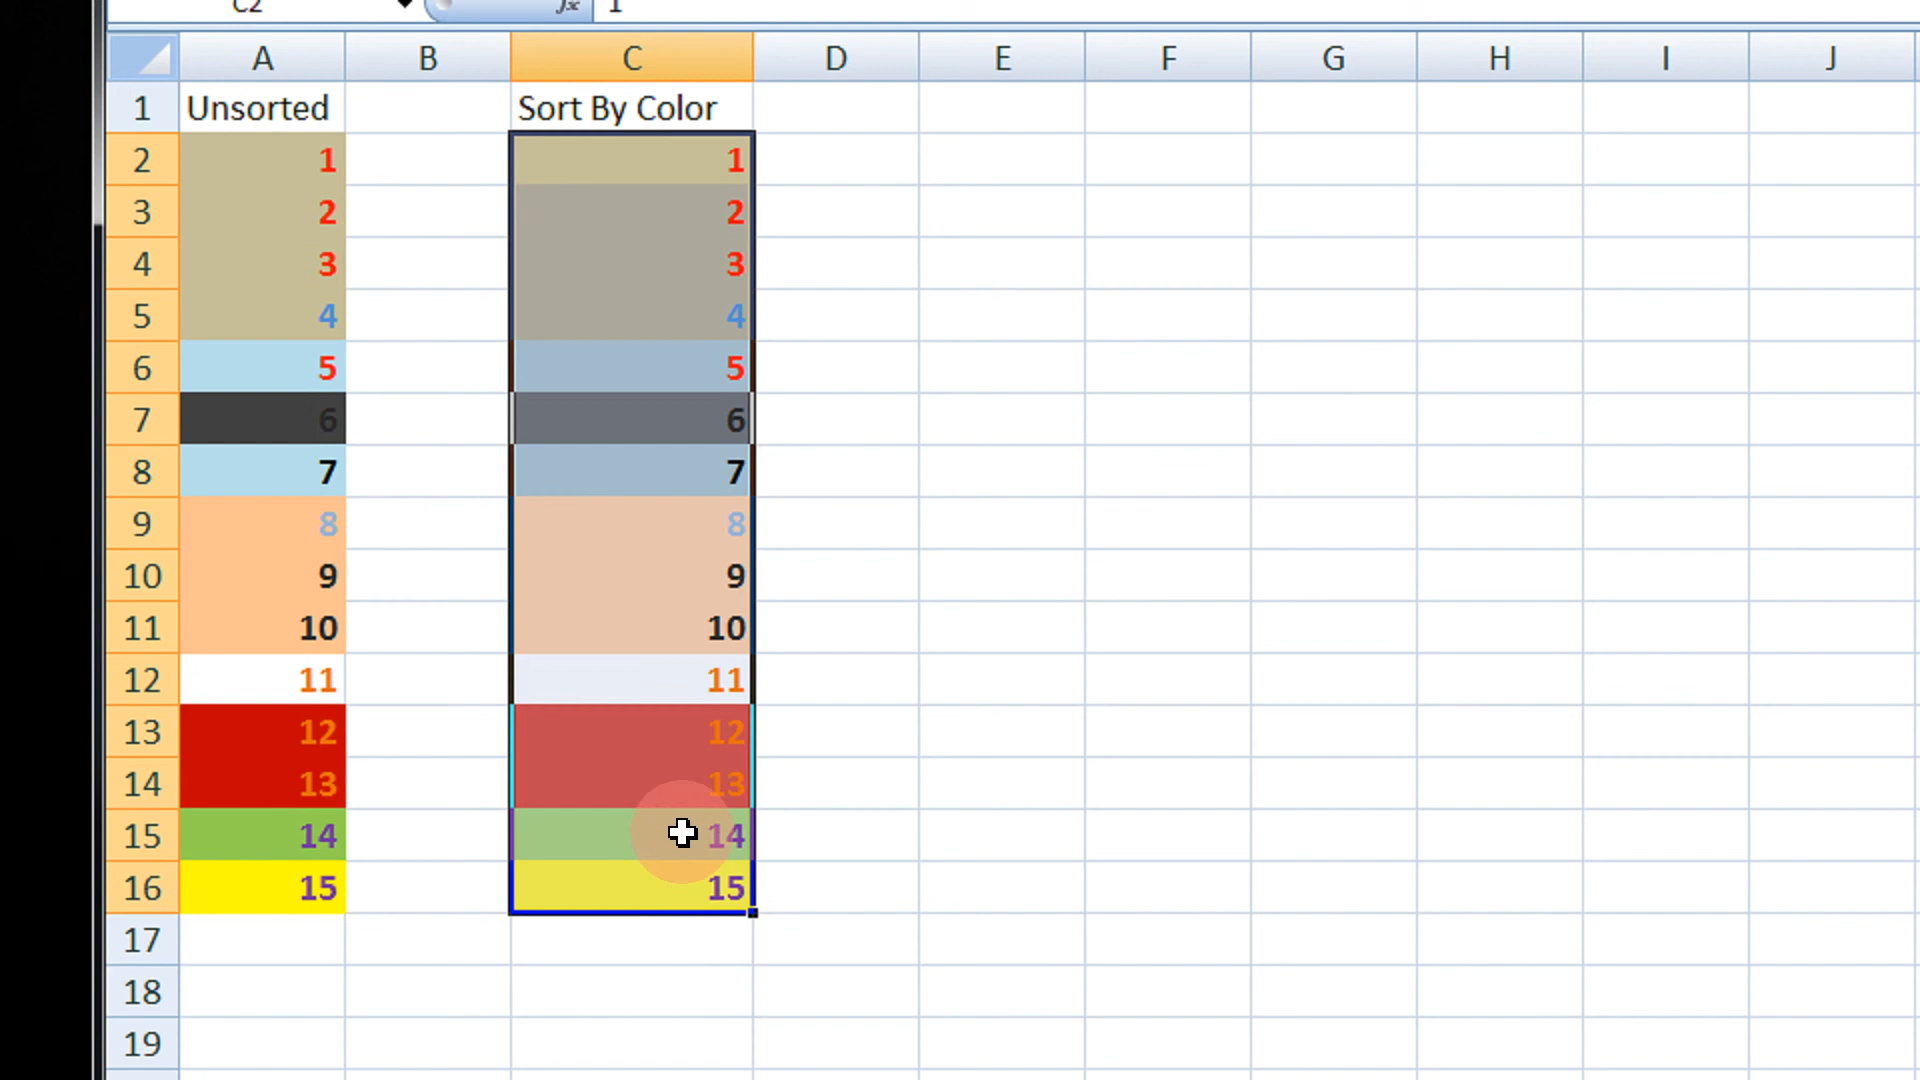 C2 fx 1
A B C D E F G H I J
1 Unsorted Sort By Color
2 1 1
3 2 2
4 3 3
5 4 4
6 5 5
7 6 6
8 7 7
9 8 8
10 9 9
11 10 10
12 11 11
13 12 12
14 13 13
15 14 14
16 15 15
17
18
19